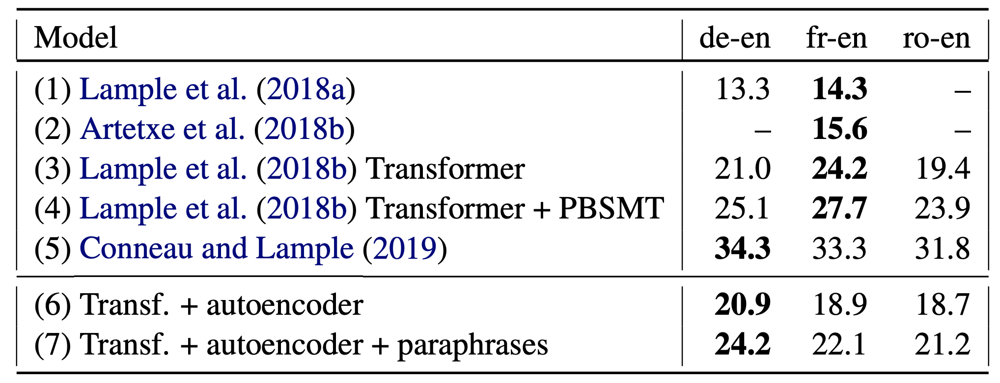 Model de-en fr-en ro-en
(1) Lample et al. (2018a) 13.3 14.3 –
(2) Artetxe et al. (2018b) – 15.6 –
(3) Lample et al. (2018b) Transformer 21.0 24.2 19.4
(4) Lample et al. (2018b) Transformer + PBSMT 25.1 27.7 23.9
(5) Conneau and Lample (2019) 34.3 33.3 31.8
(6) Transf. + autoencoder 20.9 18.9 18.7
(7) Transf. + autoencoder + paraphrases 24.2 22.1 21.2